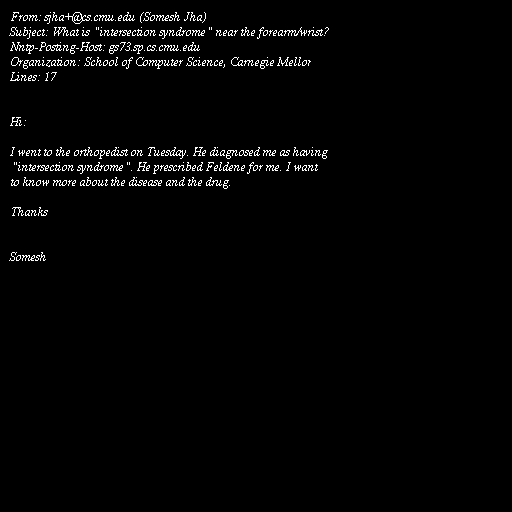 From: sjha+@cs.cmu.edu (Somesh Jha)
Subject: What is "intersection syndrome" near the forearm/wrist?
Nntp-Posting-Host: gs73.sp.cs.cmu.edu
Organization: School of Computer Science, Carnegie Mellor
Lines: 17
Hi:
I went to the orthopedist on Tuesday. He diagnosed me as having
"intersection syndrome". He prescribed Feldene for me. I want
to know more about the disease and the drug.
Thanks
Somesh